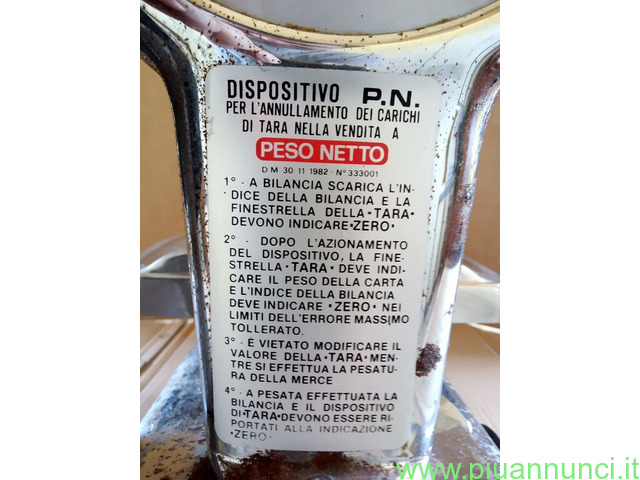 DISPOSITIVO P.N.
PER L'ANNULLAMENTO DEI CARICHI
DI TARA NELLA VENDITA A
PESO NETTO
D M 30 11 1982 - N° 333001
1° - A BILANCIA SCARICA L'IN-
DICE DELLA BILANCIA E LA
FINESTRELLA DELLA •TARA•
DEVONO INDICARE •ZERO•
2° - DOPO L'AZIONAMENTO
DEL DISPOSITIVO, LA FINE-
STRELLA •TARA• DEVE INDI-
CARE IL PESO DELLA CARTA
E L'INDICE DELLA BILANCIA
DEVE INDICARE •ZERO• NEI
LIMITI DELL'ERRORE MASSIMO
TOLLERATO.
3° - È VIETATO MODIFICARE IL
VALORE DELLA •TARA• MEN-
TRE SI EFFETTUA LA PESATU-
RA DELLA MERCE
4° - A PESATA EFFETTUATA LA
BILANCIA E IL DISPOSITIVO
DI •TARA• DEVONO ESSERE RI-
PORTATI ALLA INDICAZIONE
•ZERO•
www.piuannunci.it